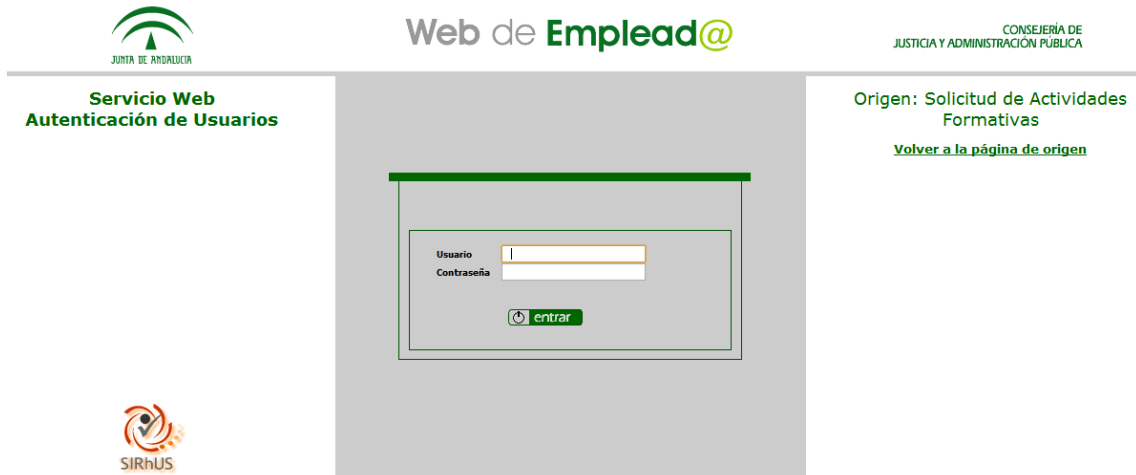 JUNTA DE ANDALUCIA
Web de Emplead@
CONSEJERÍA DE
JUSTICIA Y ADMINISTRACIÓN PÚBLICA
Servicio Web
Autenticación de Usuarios
Origen: Solicitud de Actividades
Formativas
Volver a la página de origen
Usuario
Contraseña
entrar
SIRhUS